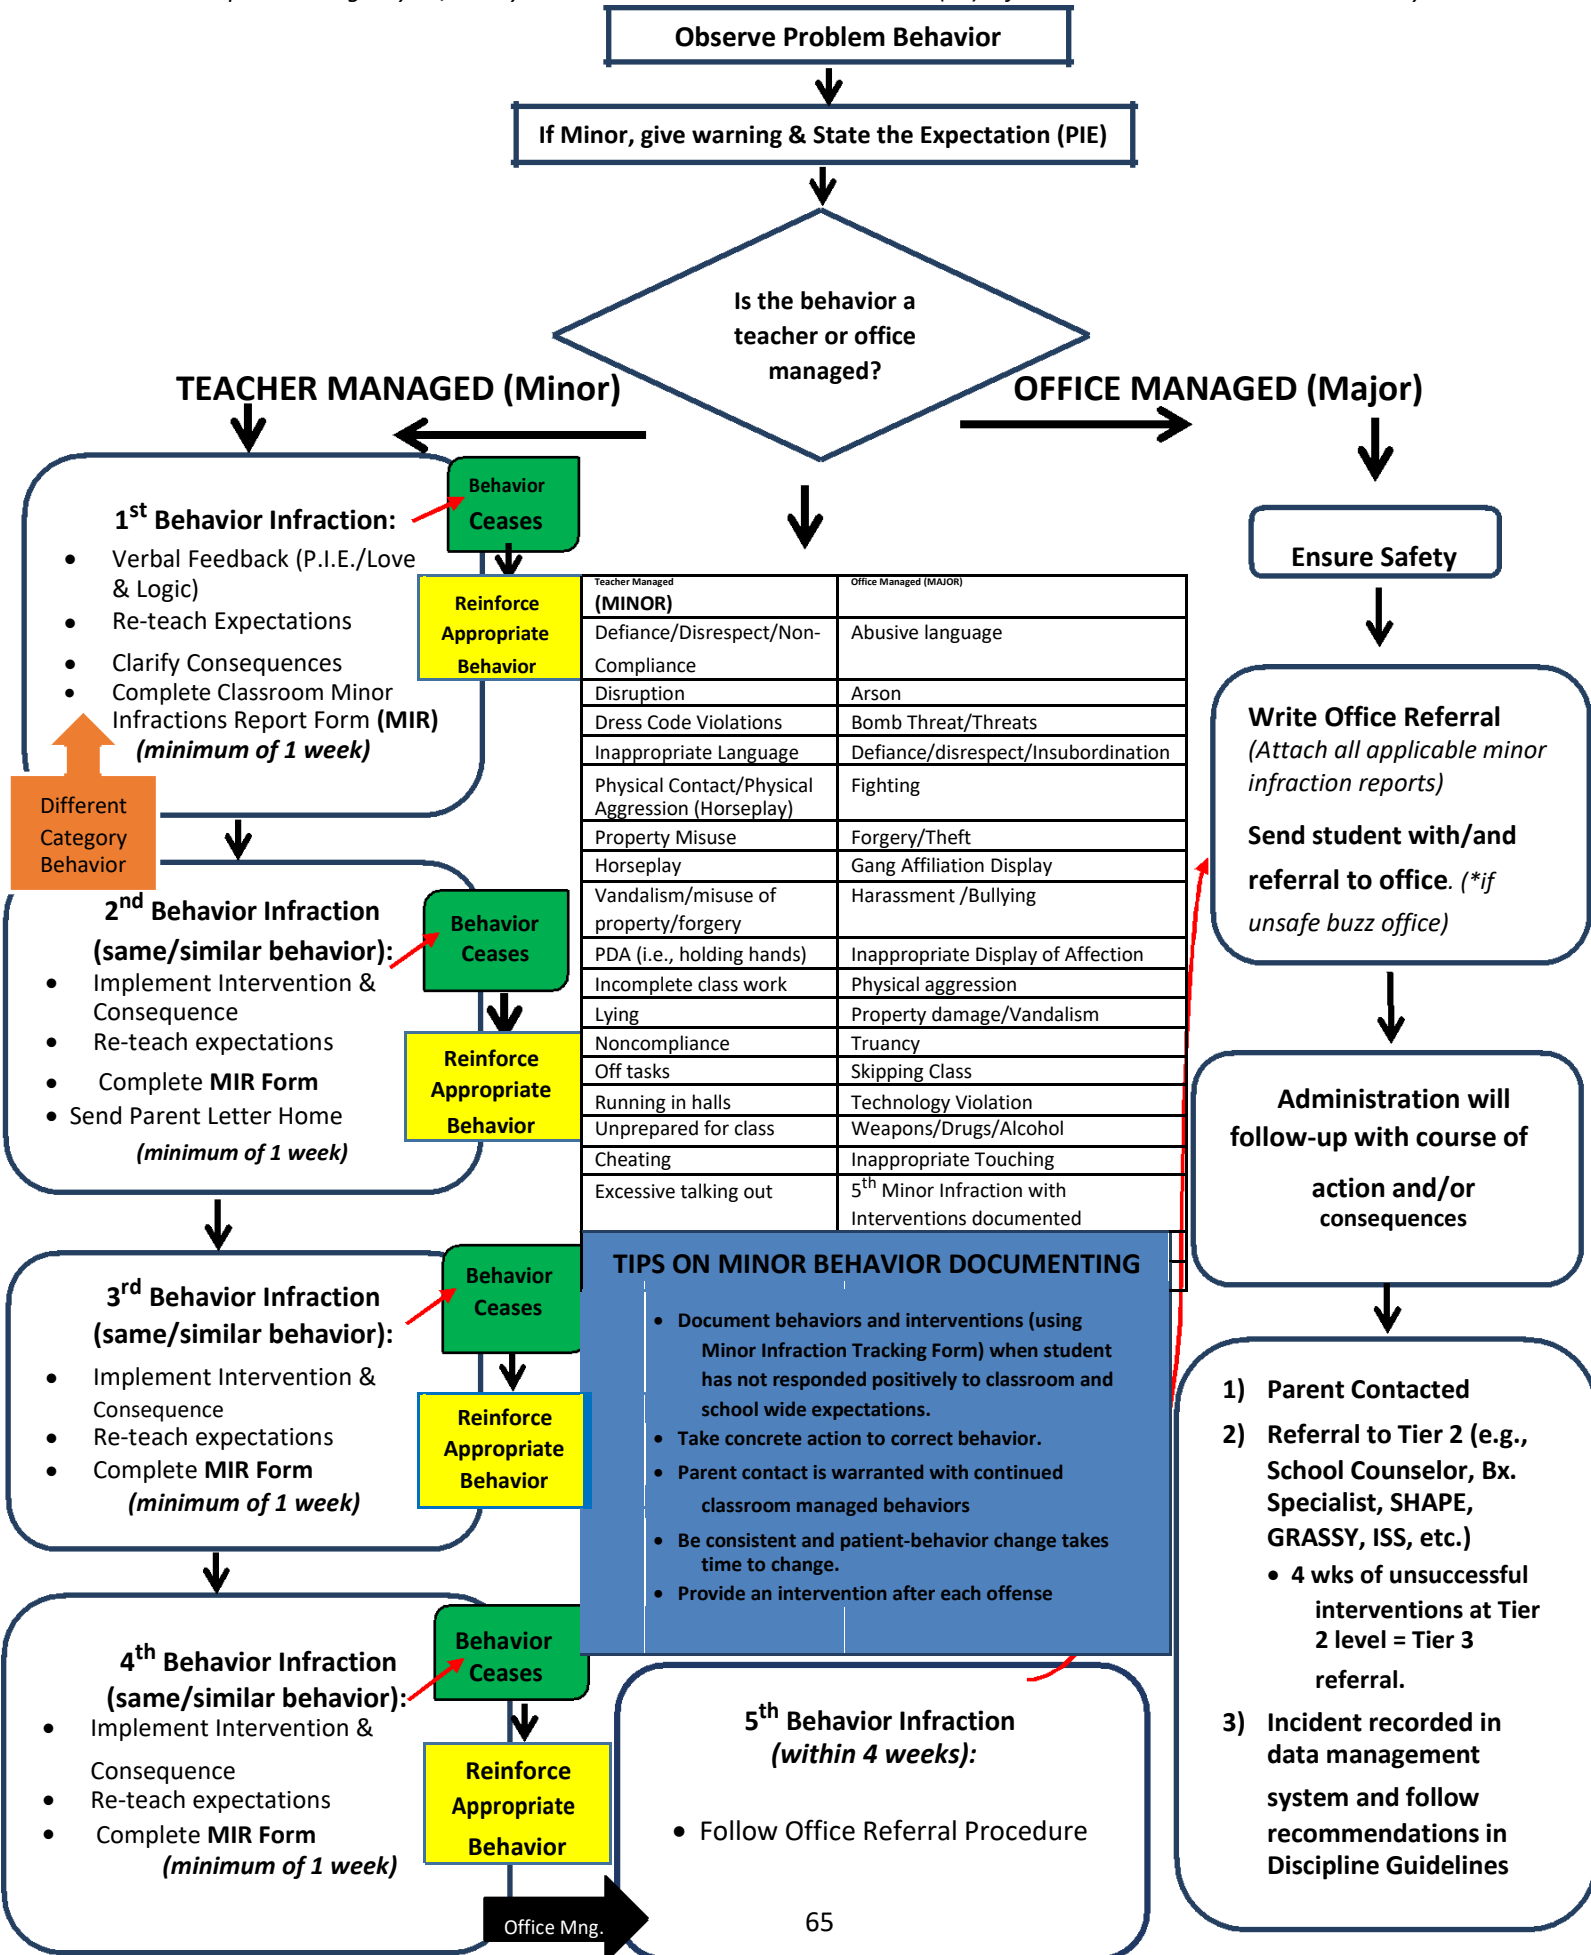 Observe Problem Behavior
If Minor, give warning & State the Expectation (PIE)
Is the behavior a
teacher or office
managed?
TEACHER MANAGED (Minor)
OFFICE MANAGED (Major)
1st Behavior Infraction:
• Verbal Feedback (P.I.E./Love
& Logic)
• Re-teach Expectations
• Clarify Consequences
• Complete Classroom Minor
Infractions Report Form (MIR)
(minimum of 1 week)
Behavior
Ceases
Reinforce
Appropriate
Behavior
Different
Category
Behavior
2nd Behavior Infraction
(same/similar behavior):
• Implement Intervention &
Consequence
• Re-teach expectations
• Complete MIR Form
• Send Parent Letter Home
(minimum of 1 week)
Behavior
Ceases
Reinforce
Appropriate
Behavior
3rd Behavior Infraction
(same/similar behavior):
• Implement Intervention &
Consequence
• Re-teach expectations
• Complete MIR Form
(minimum of 1 week)
Behavior
Ceases
Reinforce
Appropriate
Behavior
4th Behavior Infraction
(same/similar behavior):
• Implement Intervention &
Consequence
• Re-teach expectations
• Complete MIR Form
(minimum of 1 week)
Behavior
Ceases
Reinforce
Appropriate
Behavior
Office Mng.
Teacher Managed
(MINOR)
Office Managed (MAJOR)
Defiance/Disrespect/Non-
Compliance
Abusive language
Disruption
Arson
Dress Code Violations
Bomb Threat/Threats
Inappropriate Language
Defiance/disrespect/Insubordination
Physical Contact/Physical
Aggression (Horseplay)
Fighting
Property Misuse
Forgery/Theft
Horseplay
Gang Affiliation Display
Vandalism/misuse of
property/forgery
Harassment /Bullying
PDA (i.e., holding hands)
Inappropriate Display of Affection
Incomplete class work
Physical aggression
Lying
Property damage/Vandalism
Noncompliance
Truancy
Off tasks
Skipping Class
Running in halls
Technology Violation
Unprepared for class
Weapons/Drugs/Alcohol
Cheating
Inappropriate Touching
Excessive talking out
5th Minor Infraction with
Interventions documented
TIPS ON MINOR BEHAVIOR DOCUMENTING
• Document behaviors and interventions (using
Minor Infraction Tracking Form) when student
has not responded positively to classroom and
school wide expectations.
• Take concrete action to correct behavior.
• Parent contact is warranted with continued
classroom managed behaviors
• Be consistent and patient-behavior change takes
time to change.
• Provide an intervention after each offense
5th Behavior Infraction
(within 4 weeks):
• Follow Office Referral Procedure
65
Ensure Safety
Write Office Referral
(Attach all applicable minor
infraction reports)
Send student with/and
referral to office. (*if
unsafe buzz office)
Administration will
follow-up with course of
action and/or
consequences
1) Parent Contacted
2) Referral to Tier 2 (e.g.,
School Counselor, Bx.
Specialist, SHAPE,
GRASSY, ISS, etc.)
• 4 wks of unsuccessful
interventions at Tier
2 level = Tier 3
referral.
3) Incident recorded in
data management
system and follow
recommendations in
Discipline Guidelines